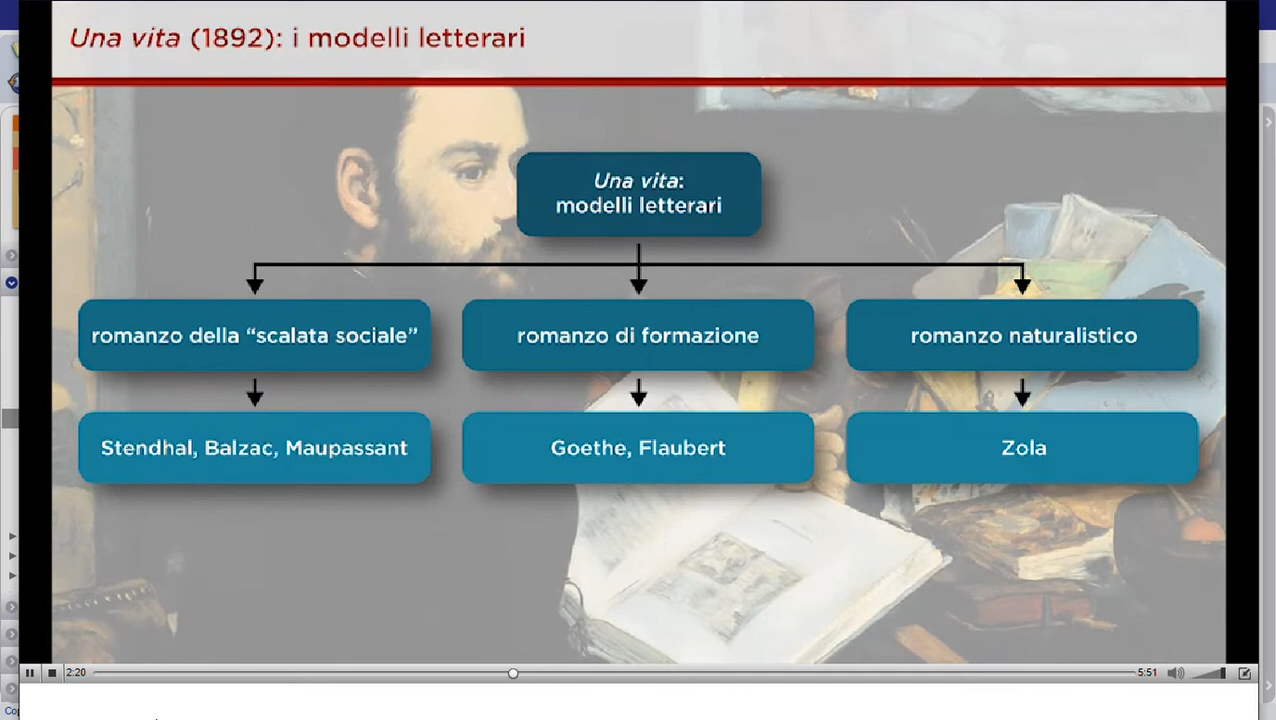 Una vita (1892): i modelli letterari
Una vita:
modelli letterari
romanzo della “scalata sociale”
romanzo di formazione
romanzo naturalistico
Stendhal, Balzac, Maupassant
Goethe, Flaubert
Zola
2:20
5:51
Cop